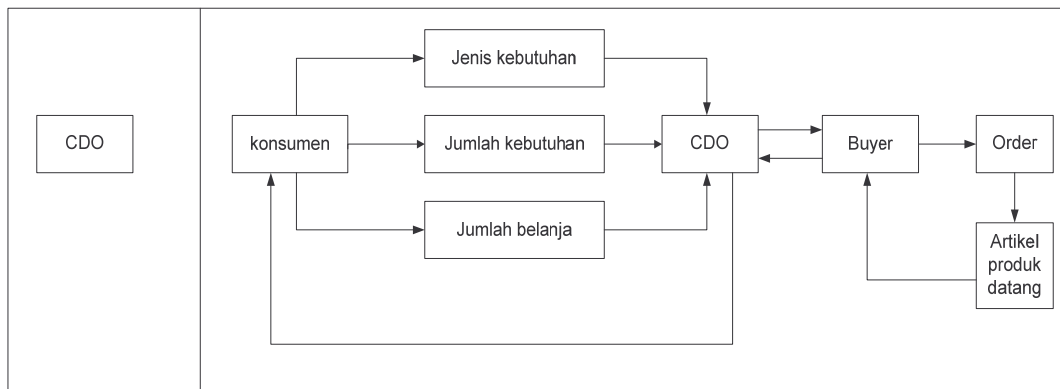 CDO
konsumen
Jenis kebutuhan
Jumlah kebutuhan
Jumlah belanja
CDO
Buyer
Order
Artikel
produk
datang